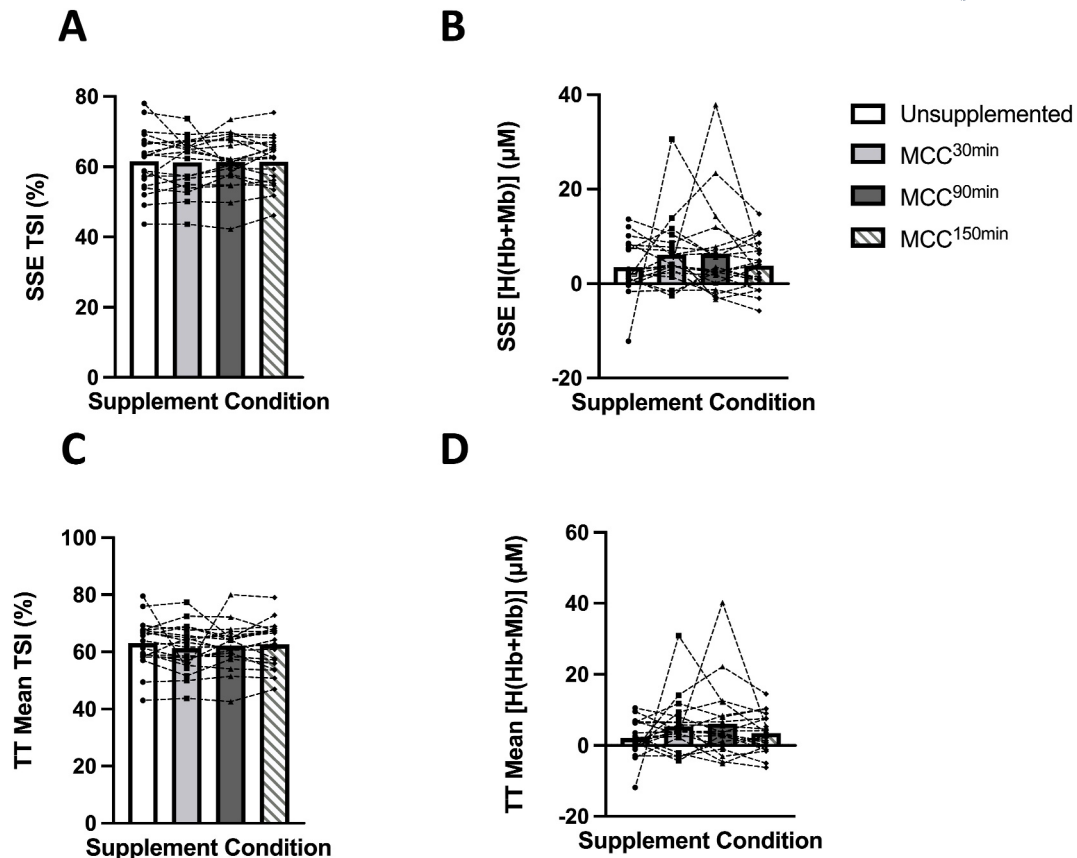 A
SSE TSI (%)
80
60
40
20
0
Supplement Condition
B
SSE [H(Hb+Mb)] (μM)
40
20
0
-20
Supplement Condition
Unsupplemented
MCC30min
MCC90min
MCC150min
C
TT Mean TSI (%)
100
80
60
40
20
0
Supplement Condition
D
TT Mean [H(Hb+Mb)] (μM)
60
40
20
0
-20
Supplement Condition